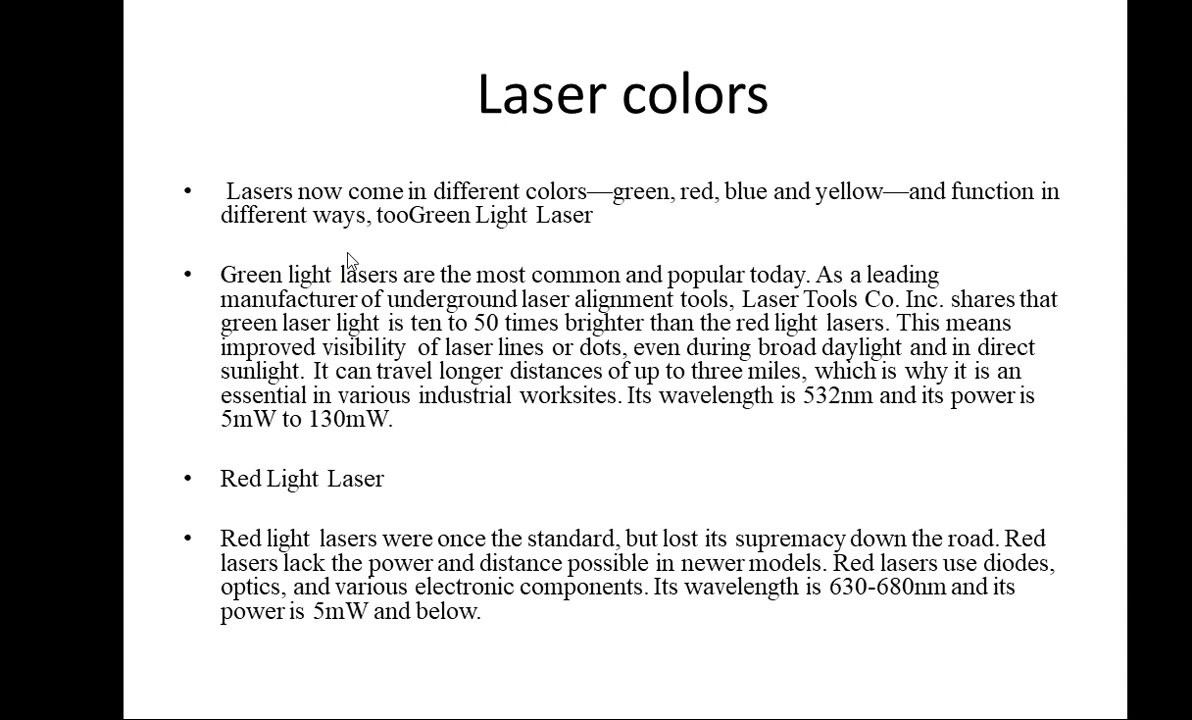 Laser colors
• Lasers now come in different colors—green, red, blue and yellow—and function in
different ways, tooGreen Light Laser
• Green light lasers are the most common and popular today. As a leading
manufacturer of underground laser alignment tools, Laser Tools Co. Inc. shares that
green laser light is ten to 50 times brighter than the red light lasers. This means
improved visibility of laser lines or dots, even during broad daylight and in direct
sunlight. It can travel longer distances of up to three miles, which is why it is an
essential in various industrial worksites. Its wavelength is 532nm and its power is
5mW to 130mW.
• Red Light Laser
• Red light lasers were once the standard, but lost its supremacy down the road. Red
lasers lack the power and distance possible in newer models. Red lasers use diodes,
optics, and various electronic components. Its wavelength is 630-680nm and its
power is 5mW and below.